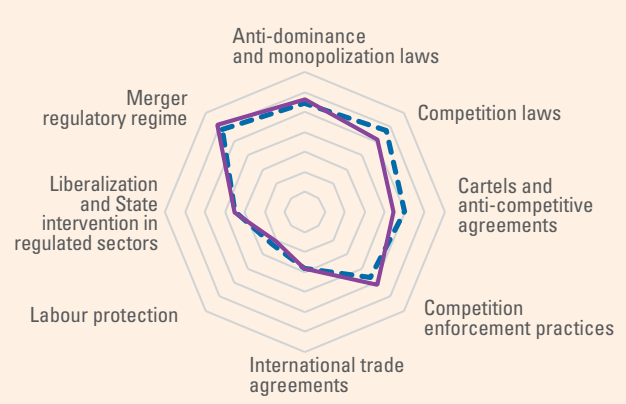 Anti-dominance
and monopolization laws
Competition laws
Cartels and
anti-competitive
agreements
Competition
enforcement practices
International trade
agreements
Labour protection
Liberalization
and State
intervention in
regulated sectors
Merger
regulatory regime